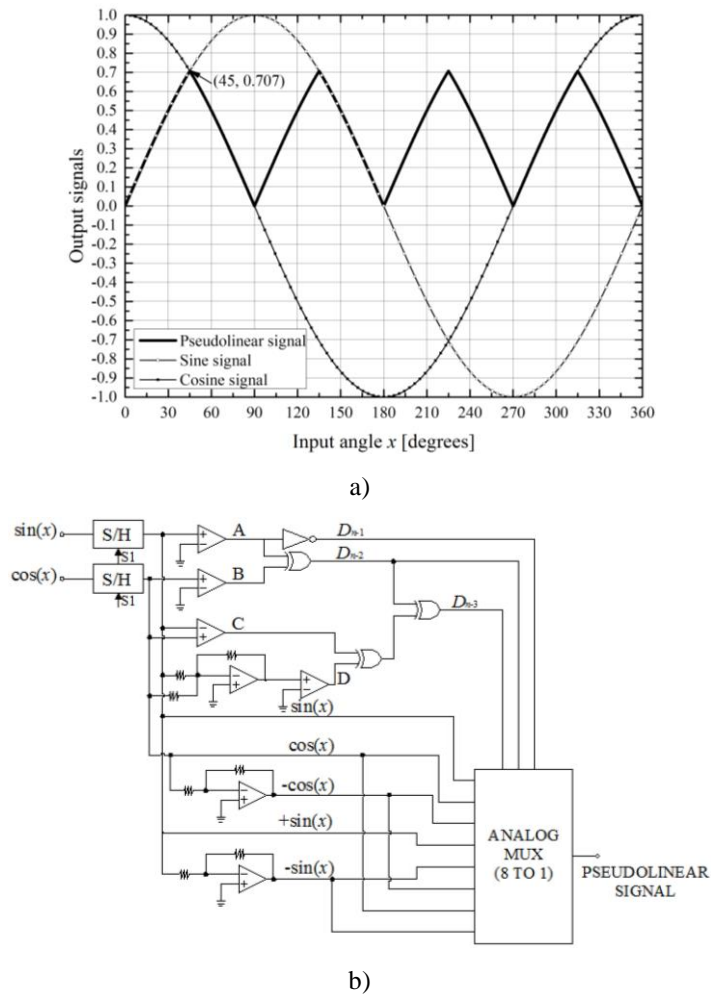 1.0
0.9
0.8
0.7
0.6
0.5
0.4
0.3
0.2
0.1
0.0
-0.1
-0.2
-0.3
-0.4
-0.5
-0.6
-0.7
-0.8
-0.9
-1.0
Output signals
(45, 0.707)
Pseudolinear signal
Sine signal
Cosine signal
0 30 60 90 120 150 180 210 240 270 300 330 360
Input angle x [degrees]
a)
sin(x) S/H A Dn-1
S1
Dn-2
cos(x) S/H B
S1
Dn-3
C
D
sin(x)
cos(x)
-cos(x)
+sin(x)
-sin(x)
ANALOG
MUX
(8 TO 1)
PSEUDOLINEAR
SIGNAL
b)